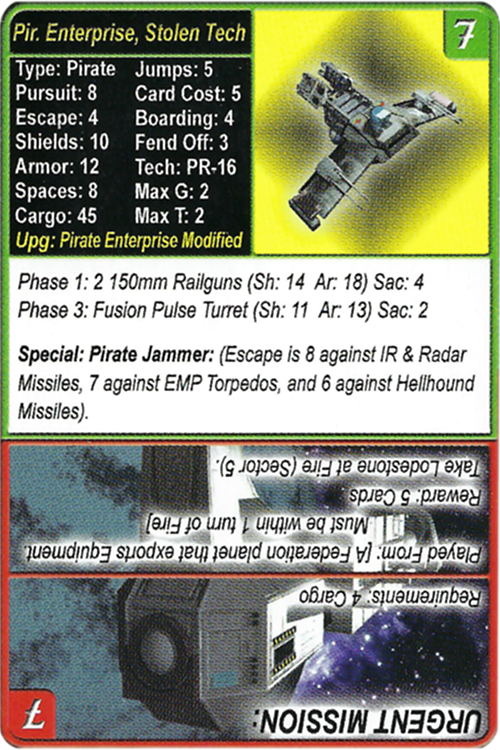 Pir. Enterprise, Stolen Tech
7
Type: Pirate Jumps: 5
Pursuit: 8 Card Cost: 5
Escape: 4 Boarding: 4
Shields: 10 Fend Off: 3
Armor: 12 Tech: PR-16
Spaces: 8 Max G: 2
Cargo: 45 Max T: 2
Upg: Pirate Enterprise Modified
Phase 1: 2 150mm Railguns (Sh: 14 Ar: 18) Sac: 4
Phase 3: Fusion Pulse Turret (Sh: 11 Ar: 13) Sac: 2
Special: Pirate Jammer: (Escape is 8 against IR & Radar
Missiles, 7 against EMP Torpedos, and 6 against Hellhound
Missiles).
URGENT MISSION:
7
Requirements: 4 Cargo
Played From: [A Federation planet that exports Equipment
Must be within 1 turn of Fire]
Reward: 5 Cards
Take Lodestone at Fire (Sector 5).